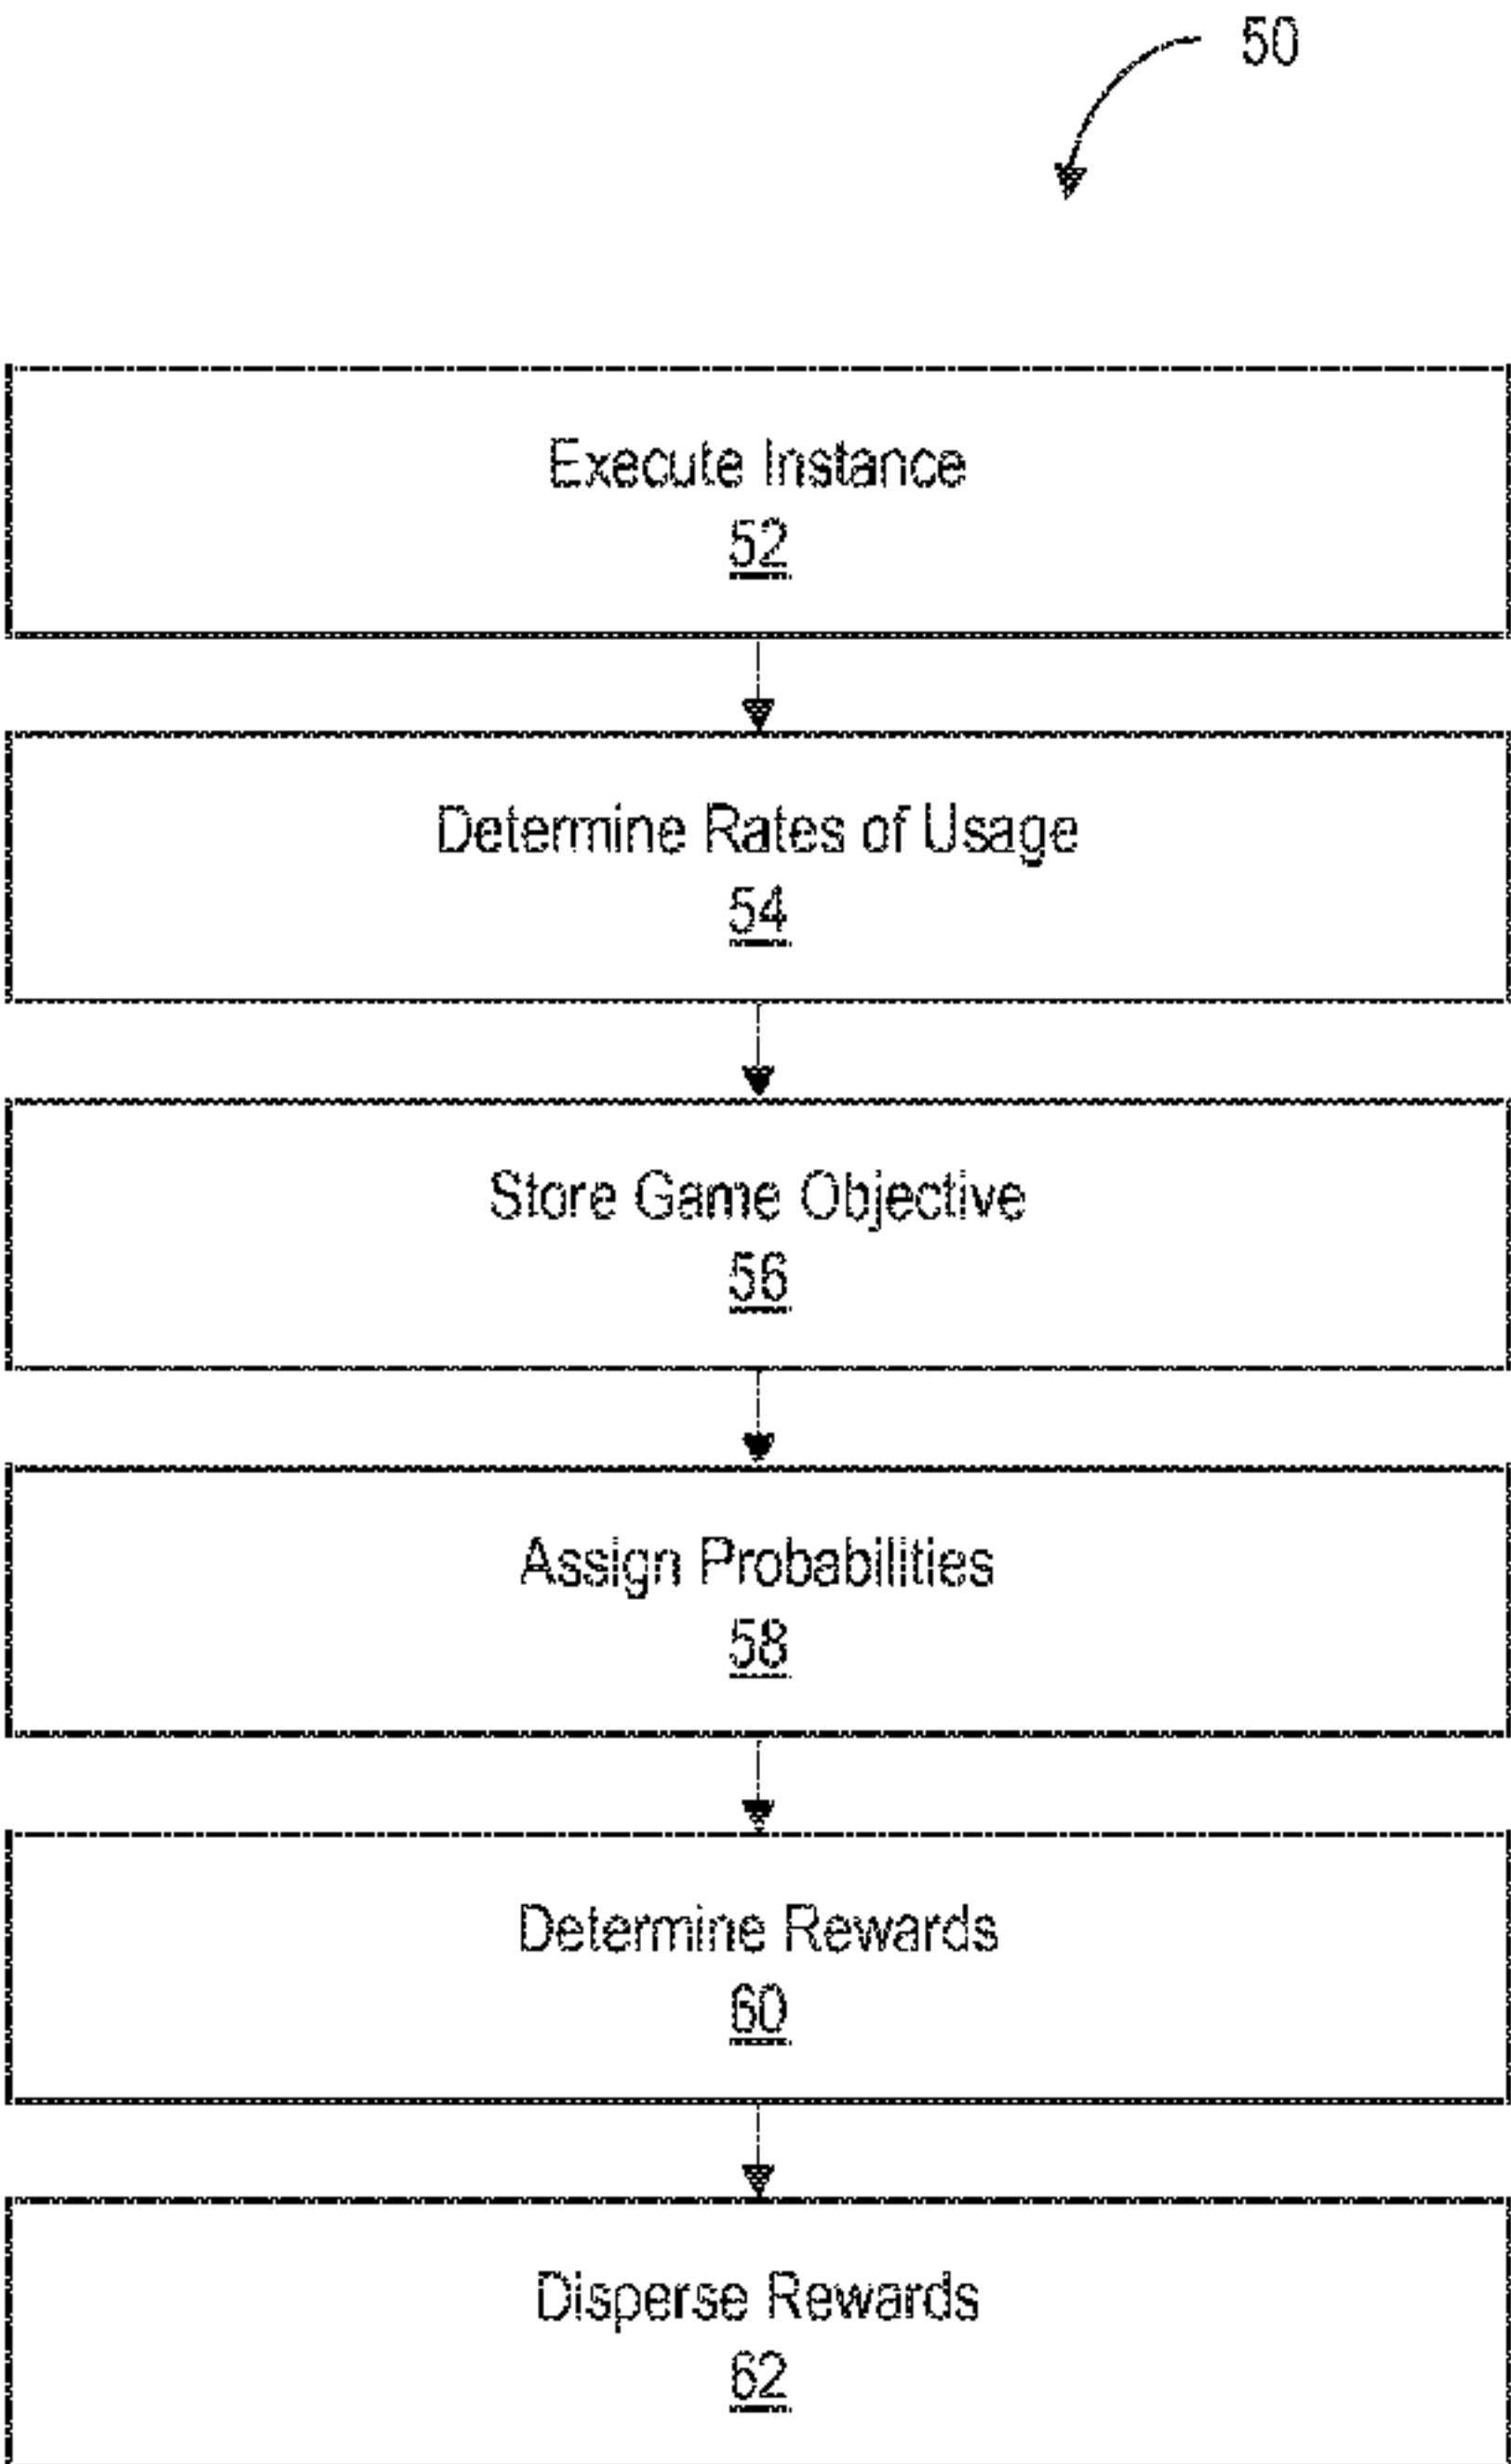 50
Execute Instance
52
Determine Rates of Usage
54
Store Game Objective
56
Assign Probabilities
58
Determine Rewards
60
Disperse Rewards
62